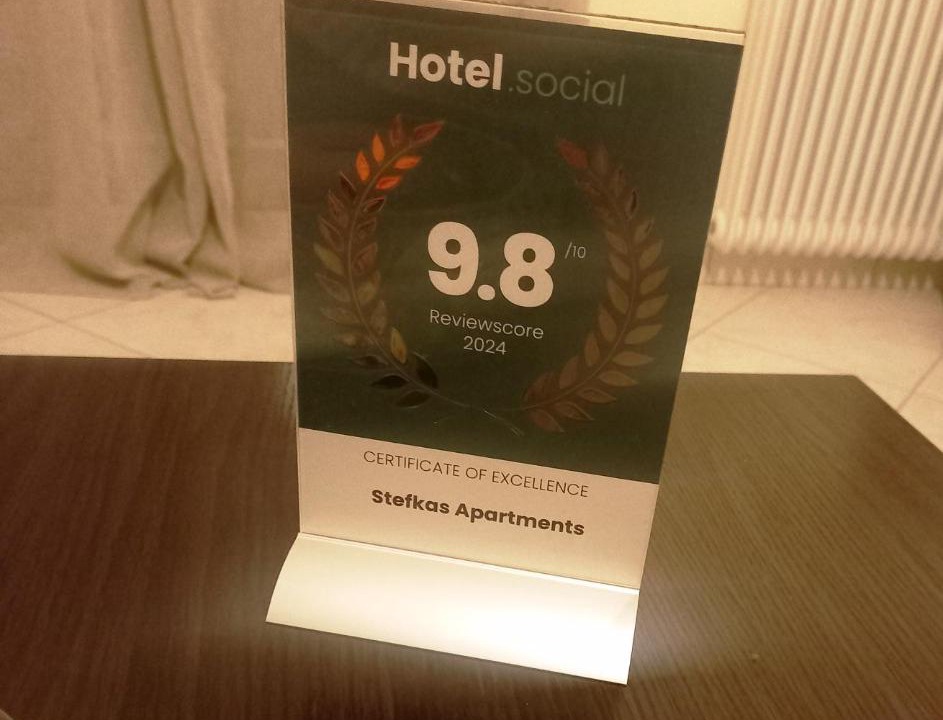 Hotel.social
9.8 /10
Reviewscore
2024
CERTIFICATE OF EXCELLENCE
Stefkas Apartments